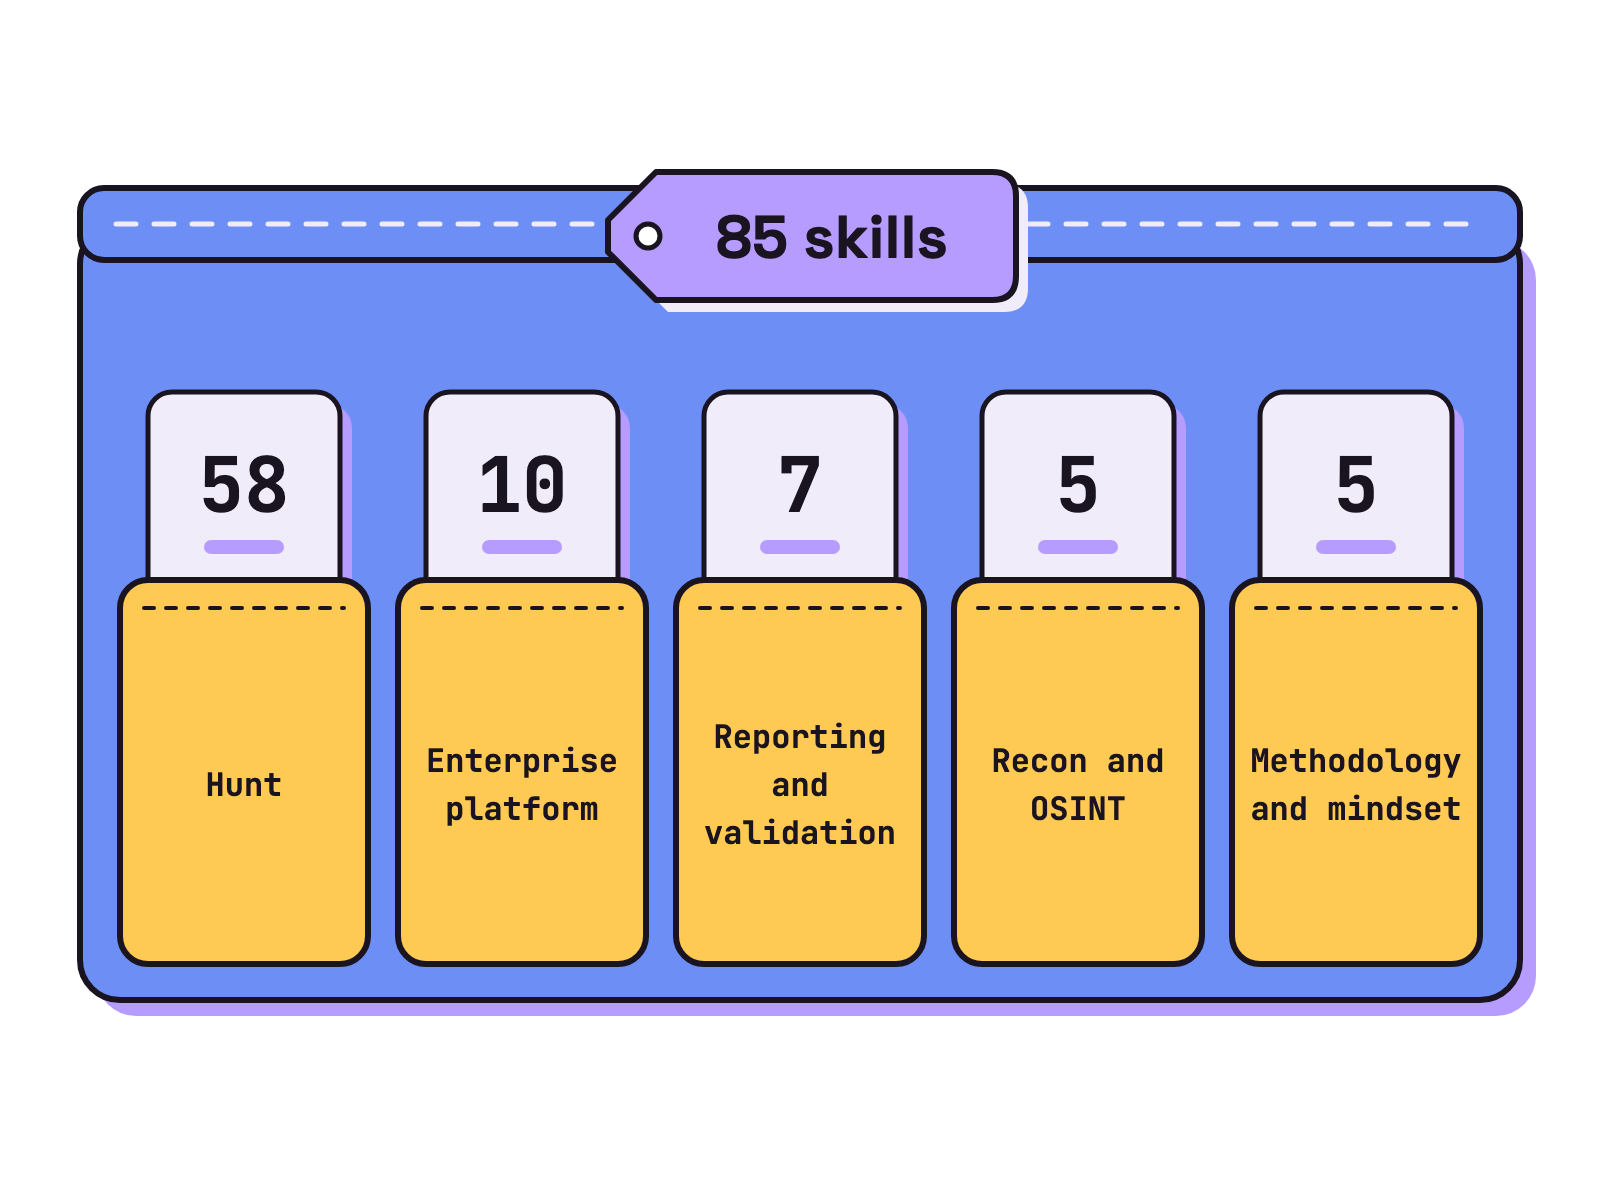 85 skills
58
10
7
5
5
Hunt
Enterprise
platform
Reporting
and
validation
Recon and
OSINT
Methodology
and mindset